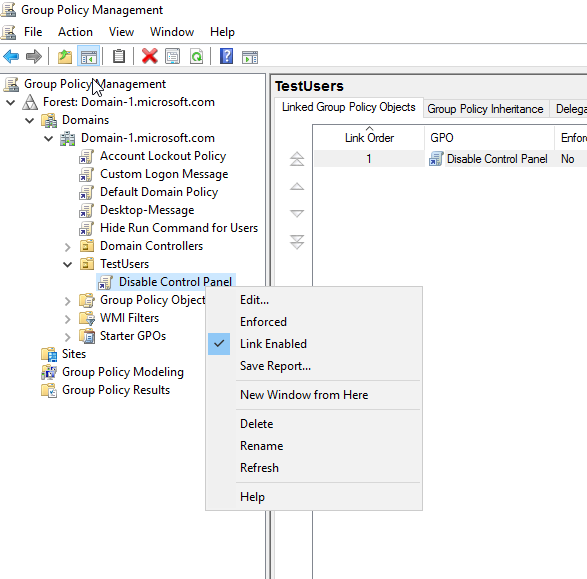 Group Policy Management
File Action View Window Help
Group Policy Management
Forest: Domain-1.microsoft.com
Domains
Domain-1.microsoft.com
Account Lockout Policy
Custom Logon Message
Default Domain Policy
Desktop-Message
Hide Run Command for Users
Domain Controllers
TestUsers
Disable Control Panel
Group Policy Object
WMI Filters
Starter GPOs
Sites
Group Policy Modeling
Group Policy Results
Edit...
Enforced
Link Enabled
Save Report...
New Window from Here
Delete
Rename
Refresh
Help
TestUsers
Linked Group Policy Objects Group Policy Inheritance Delega
Link Order GPO Enfor
1 Disable Control Panel No